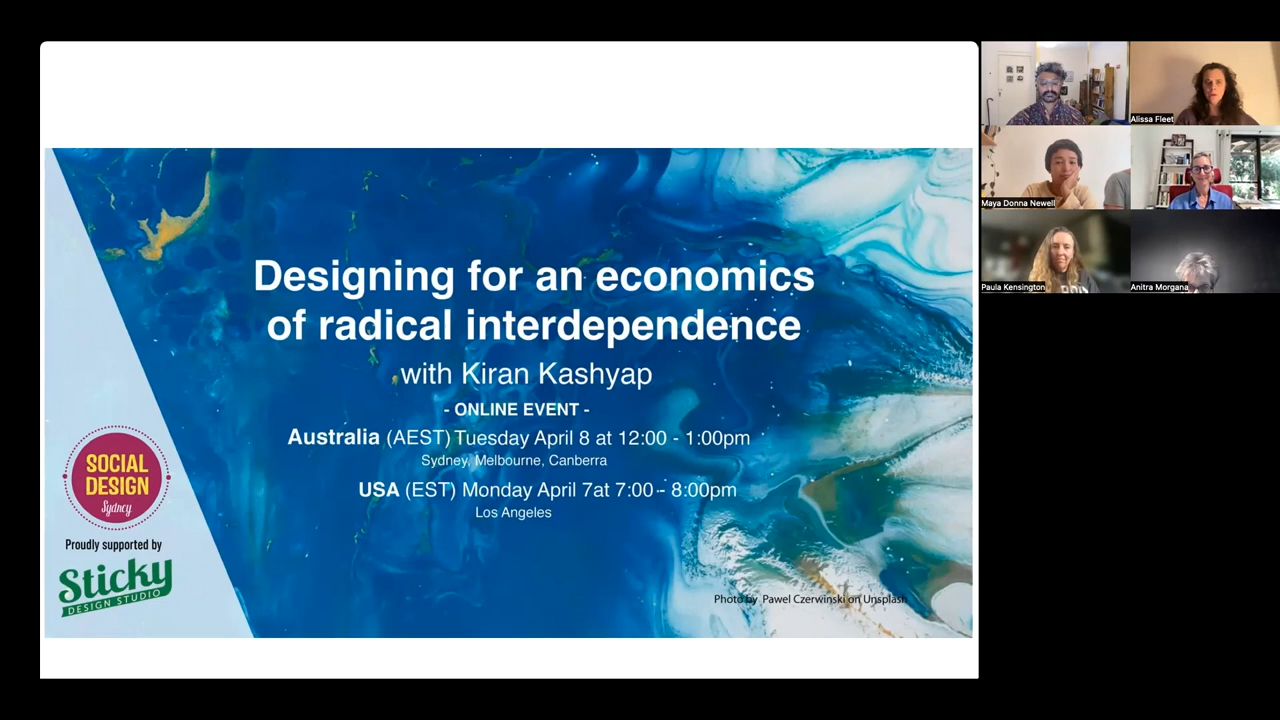 Designing for an economics
of radical interdependence
with Kiran Kashyap
- ONLINE EVENT -
Australia (AEST) Tuesday April 8 at 12:00 - 1:00pm
Sydney, Melbourne, Canberra
USA (EST) Monday April 7at 7:00 - 8:00pm
Los Angeles
SOCIAL
DESIGN
Sydney
Proudly supported by
Sticky
DESIGN STUDIO
Photo by Pawel Czerwinski on Unsplash
Alissa Fleet
Maya Donna Newell
Paula Kensington
Anitra Morgana